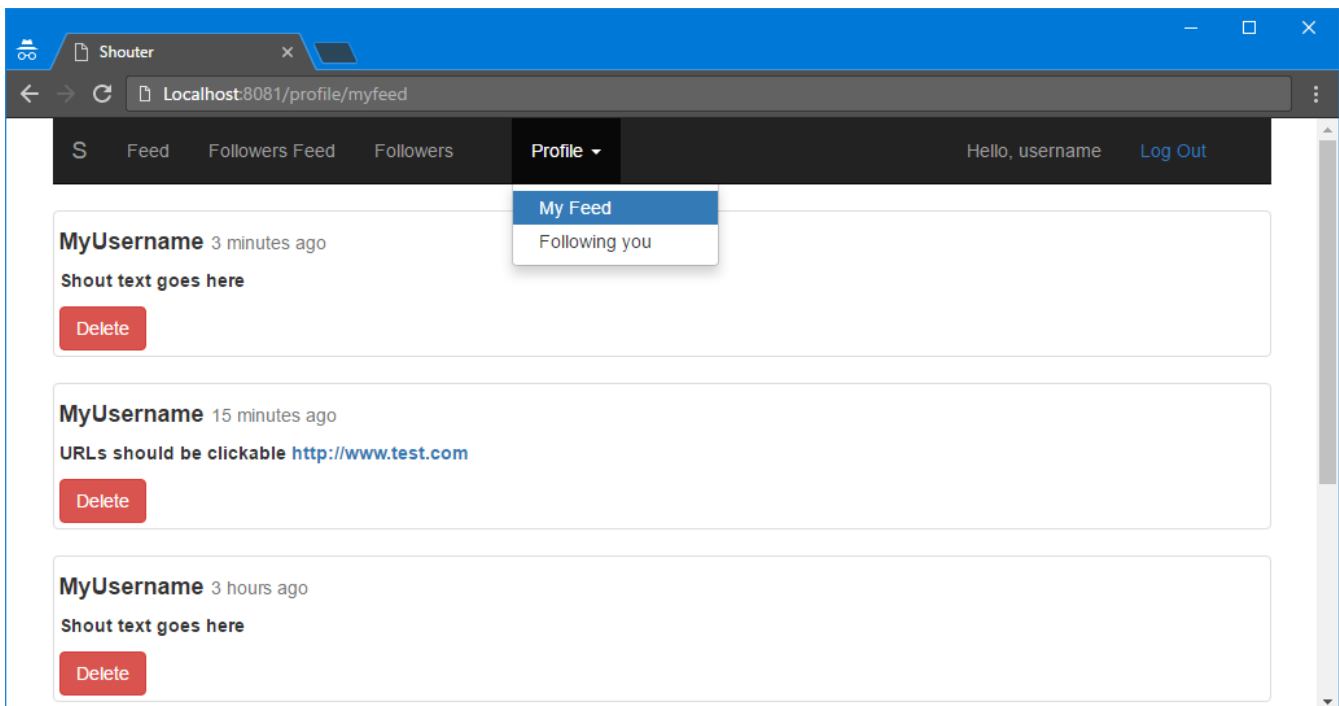 Shouter
Localhost:8081/profile/myfeed
S Feed Followers Feed Followers Profile Hello, username Log Out
My Feed
Following you
MyUsername 3 minutes ago
Shout text goes here
Delete
MyUsername 15 minutes ago
URLs should be clickable http://www.test.com
Delete
MyUsername 3 hours ago
Shout text goes here
Delete